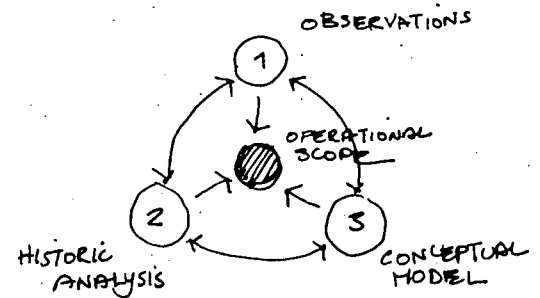 OBSERVATIONS
1
OPERATIONAL
SCOPE
2
3
HISTORIC
ANALYSIS
CONCEPTUAL
MODEL